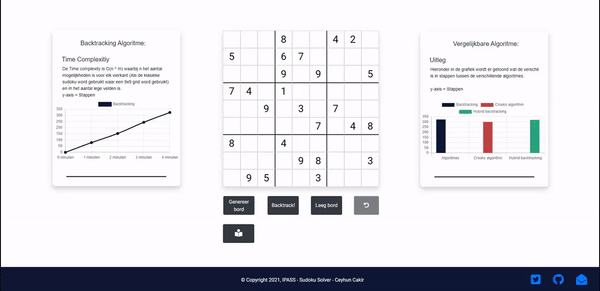 Backtracking Algoritme:
Time Complexitiy
De Time complexity is O(n ^ m) waarbij n het aantal
mogelijkheden is voor elk vierkant (Als de klasieke
sudoku word gebruikt waar een 9x9 grid word gebruikt)
en m het aantal lege velden is.
y-axis = Stappen
Backtracking
350
300
250
200
150
100
50
0
0 minuten 1 minuten 2 minuten 3 minuten 4 minuten
8 4 2
5 6 7
9 9 5
7 4 1
9 3 7
7 4 8
8 4
9 8 3
9 5 3
Genereer
bord
Backtrack!
Leeg bord
Vergelijkbare Algoritme:
Uitleg
Hieronder in de grafiek wordt er getoond wat de verschil
is in stappen tussen de verschillende algoritmes.
y-axis = Stappen
Backtracking Crooks algoritme
Hybrid backtracking
350
300
250
200
150
100
50
0
Algoritmes Crooks algoritme Hybrid backtracking
© Copyright 2021, IPASS - Sudoku Solver - Ceyhun Cakir